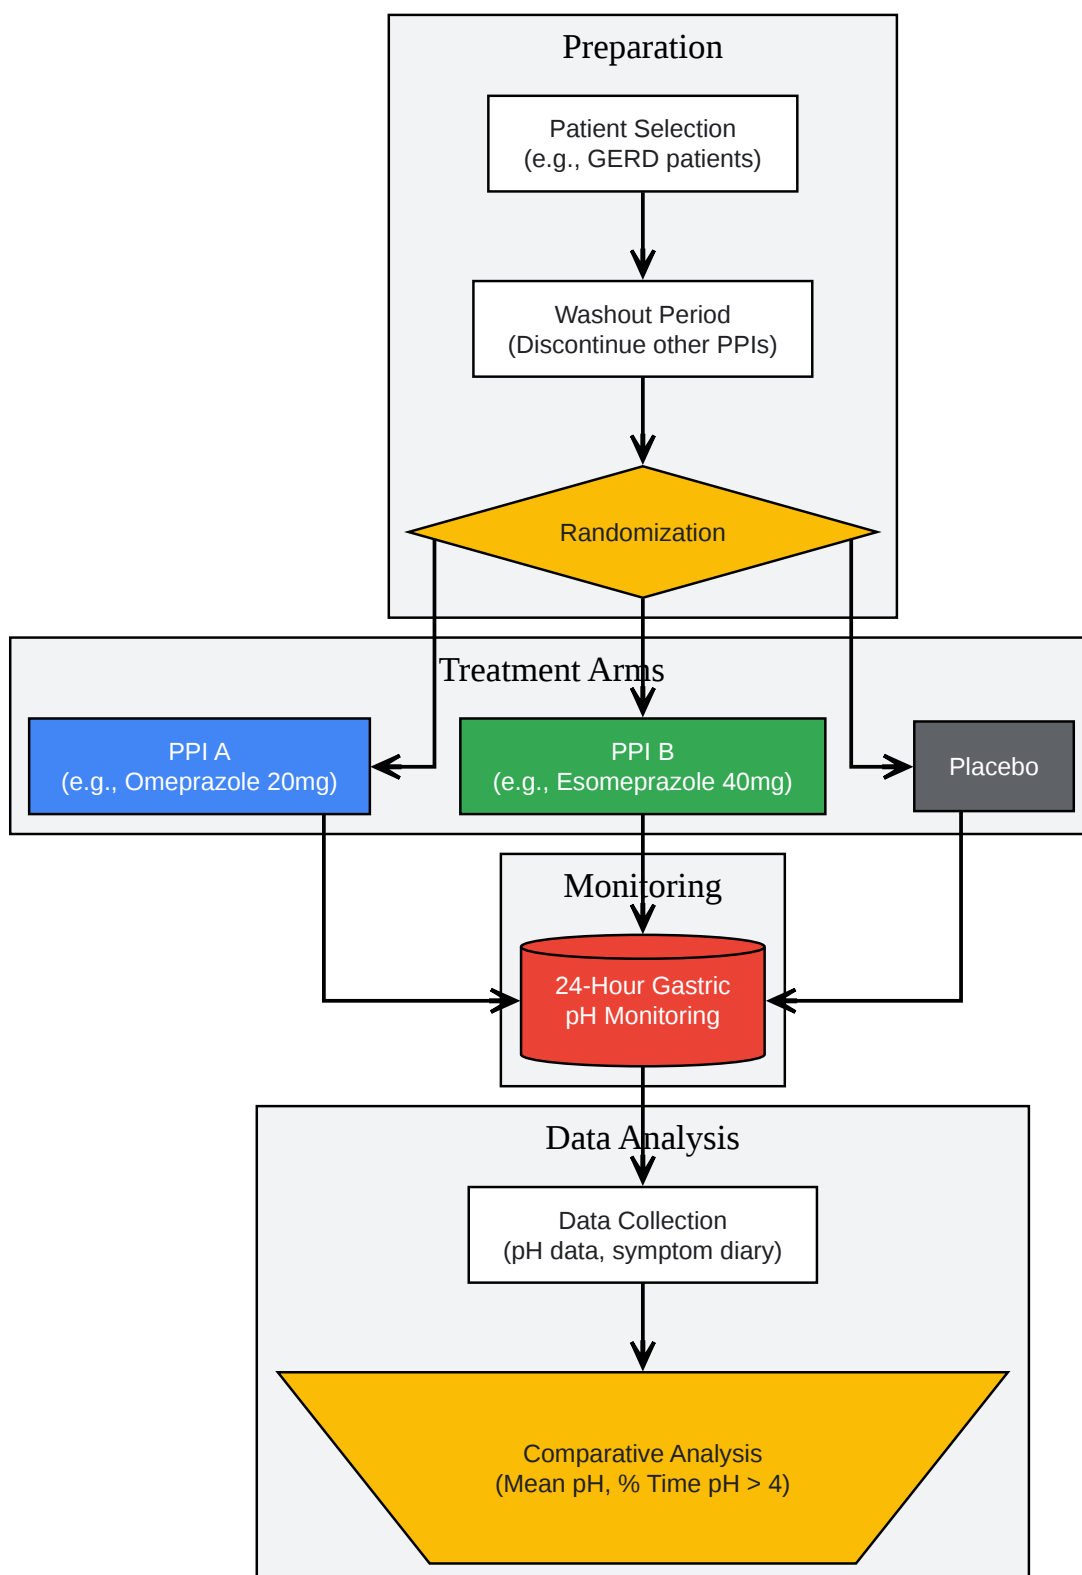 Preparation
Patient Selection
(e.g., GERD patients)
Washout Period
(Discontinue other PPIs)
Randomization
Treatment Arms
PPI A
(e.g., Omeprazole 20mg)
PPI B
(e.g., Esomeprazole 40mg)
Placebo
Monitoring
24-Hour Gastric
pH Monitoring
Data Analysis
Data Collection
(pH data, symptom diary)
Comparative Analysis
(Mean pH, % Time pH > 4)